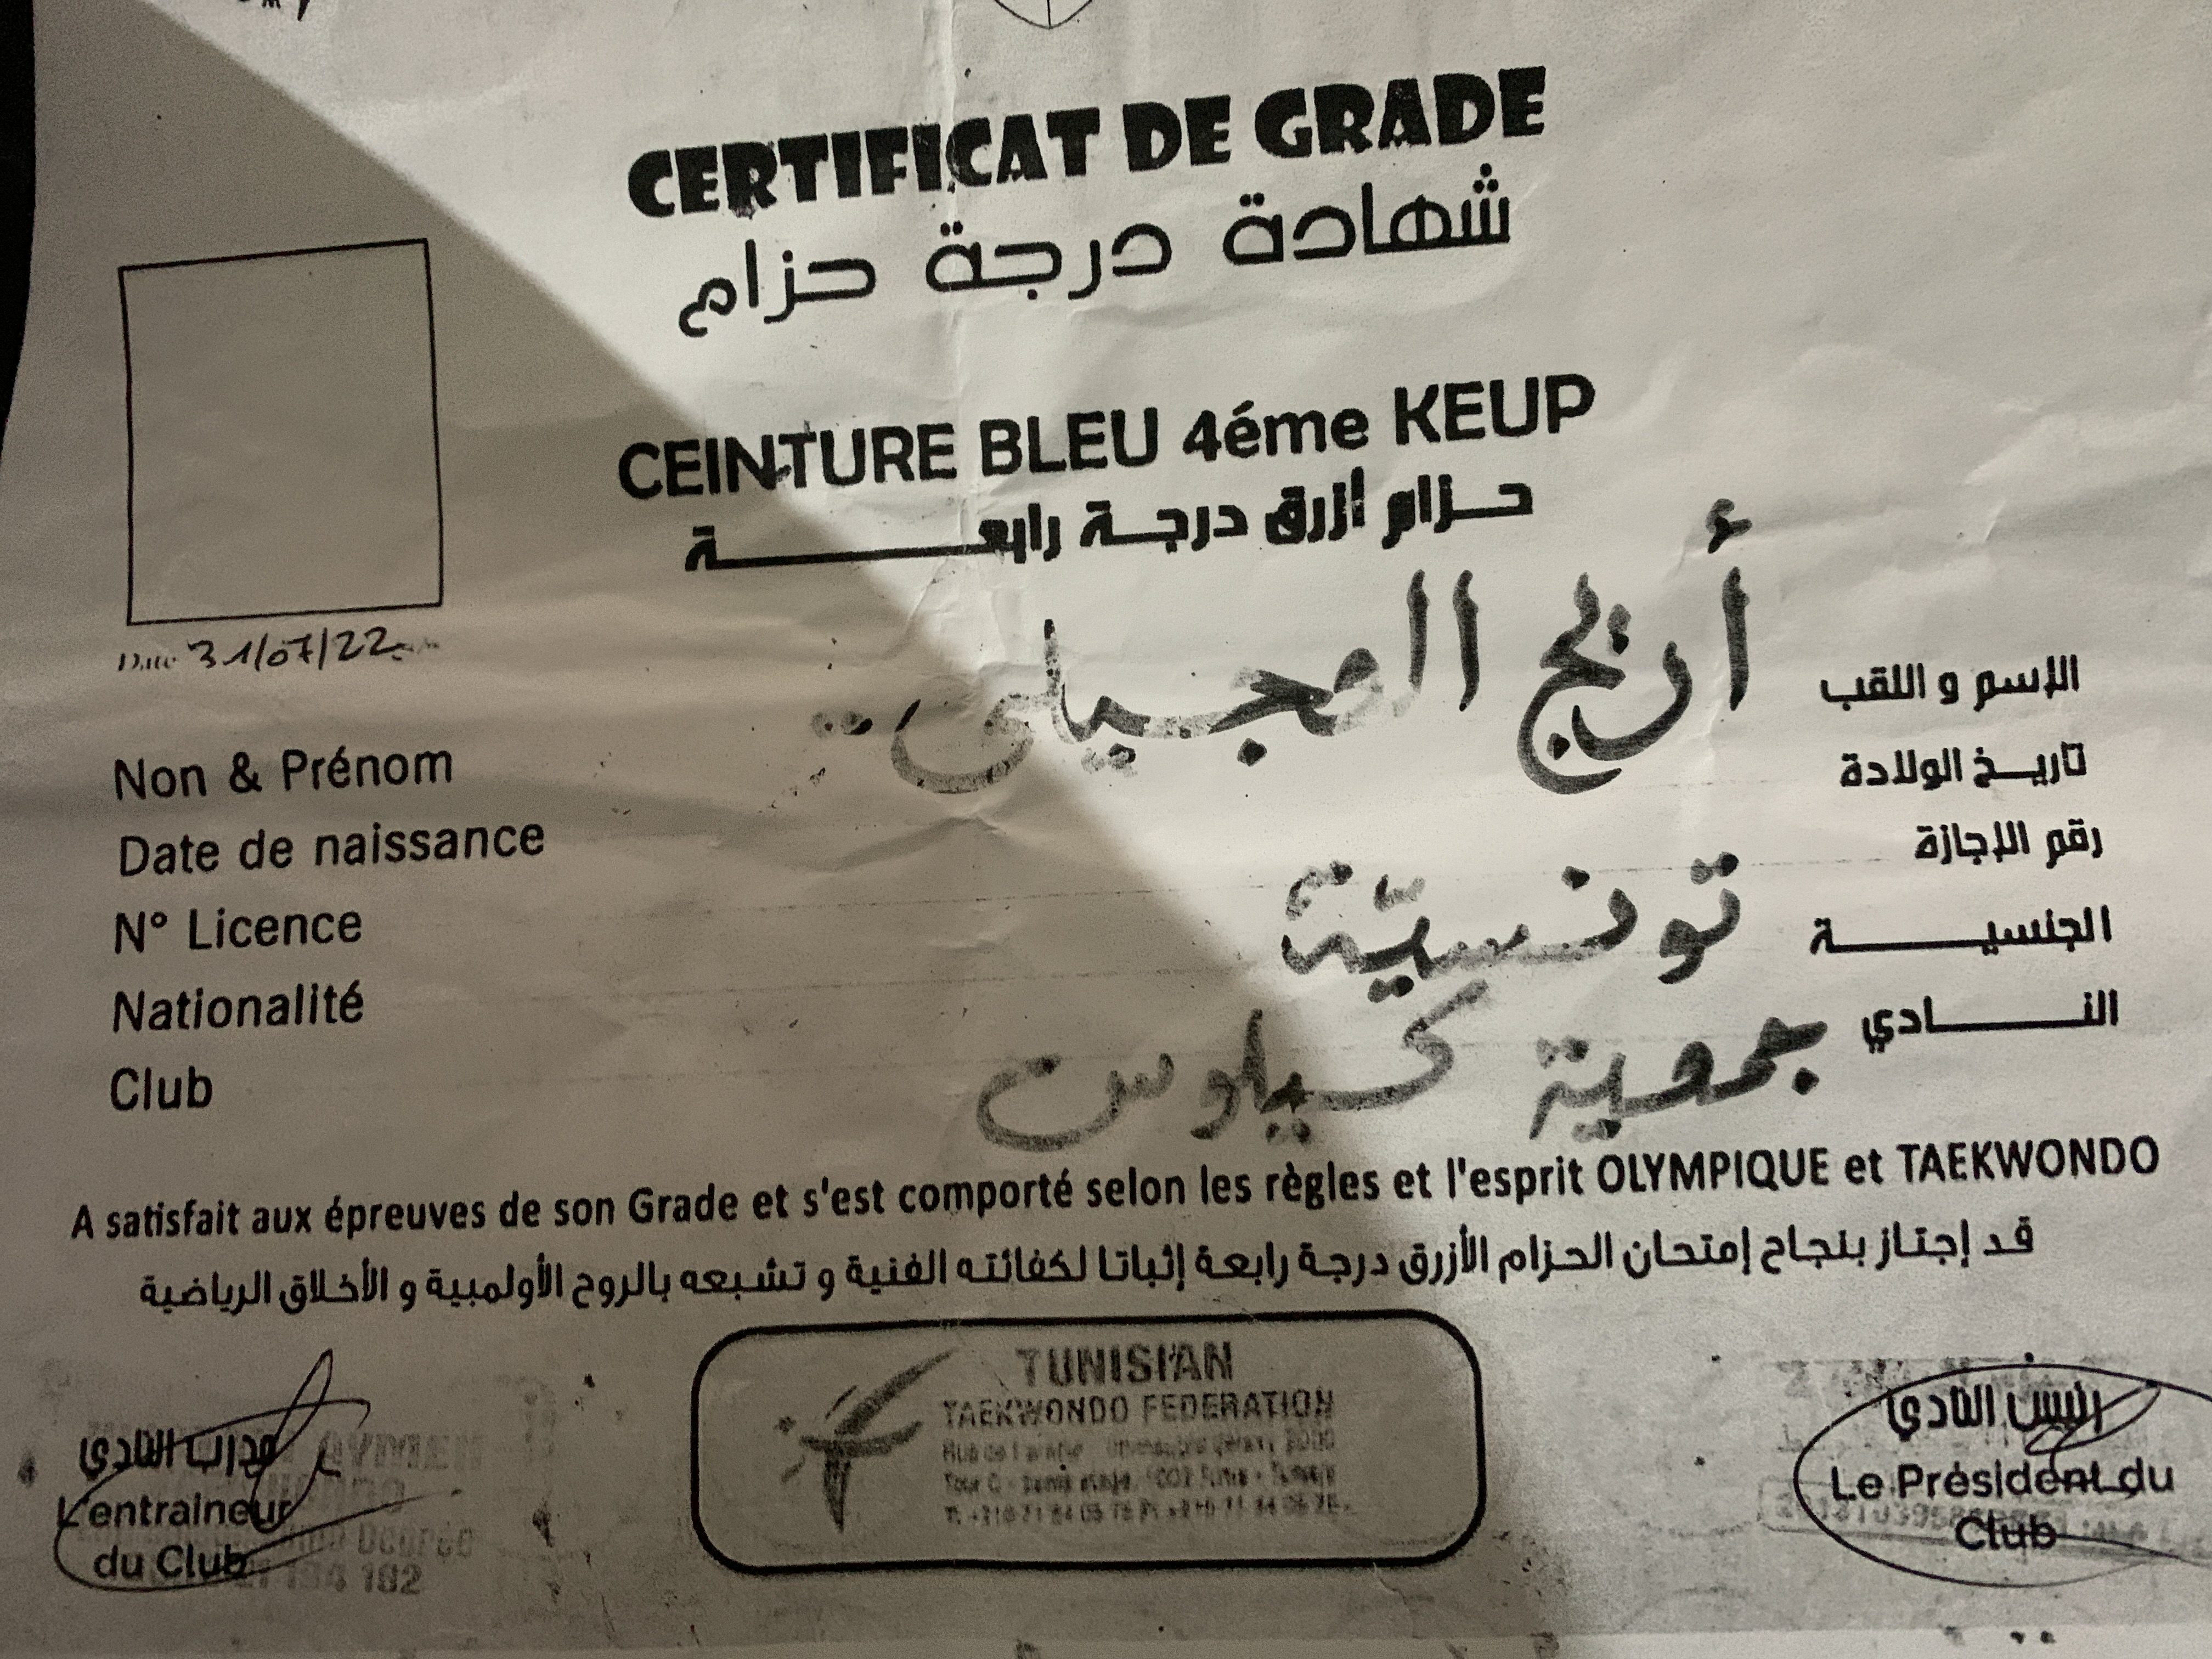 CERTIFICAT DE GRADE
شهادة درجة حزام
CEINTURE BLEU 4éme KEUP
حزام أزرق درجة رابعة
Date 31/07/22
الإسم و اللقب
أريج العجيلي
Non & Prénom
تاريخ الولادة
Date de naissance
رقم الإجازة
N° Licence
الجنسية
تونسيّة
Nationalité
النادي
جمعية كسيلوس
Club
A satisfait aux épreuves de son Grade et s'est comporté selon les règles et l'esprit OLYMPIQUE et TAEKWONDO
قد إجتاز بنجاح إمتحان الحزام الأزرق درجة رابعة إثباتا لكفائته الفنية و تشبعه بالروح الأولمبية و الأخلاق الرياضية
مدرب النادي
L'entraineur
du Club
TUNISIAN
TAEKWONDO FEDERATION
رئيس النادي
Le Président du
Club